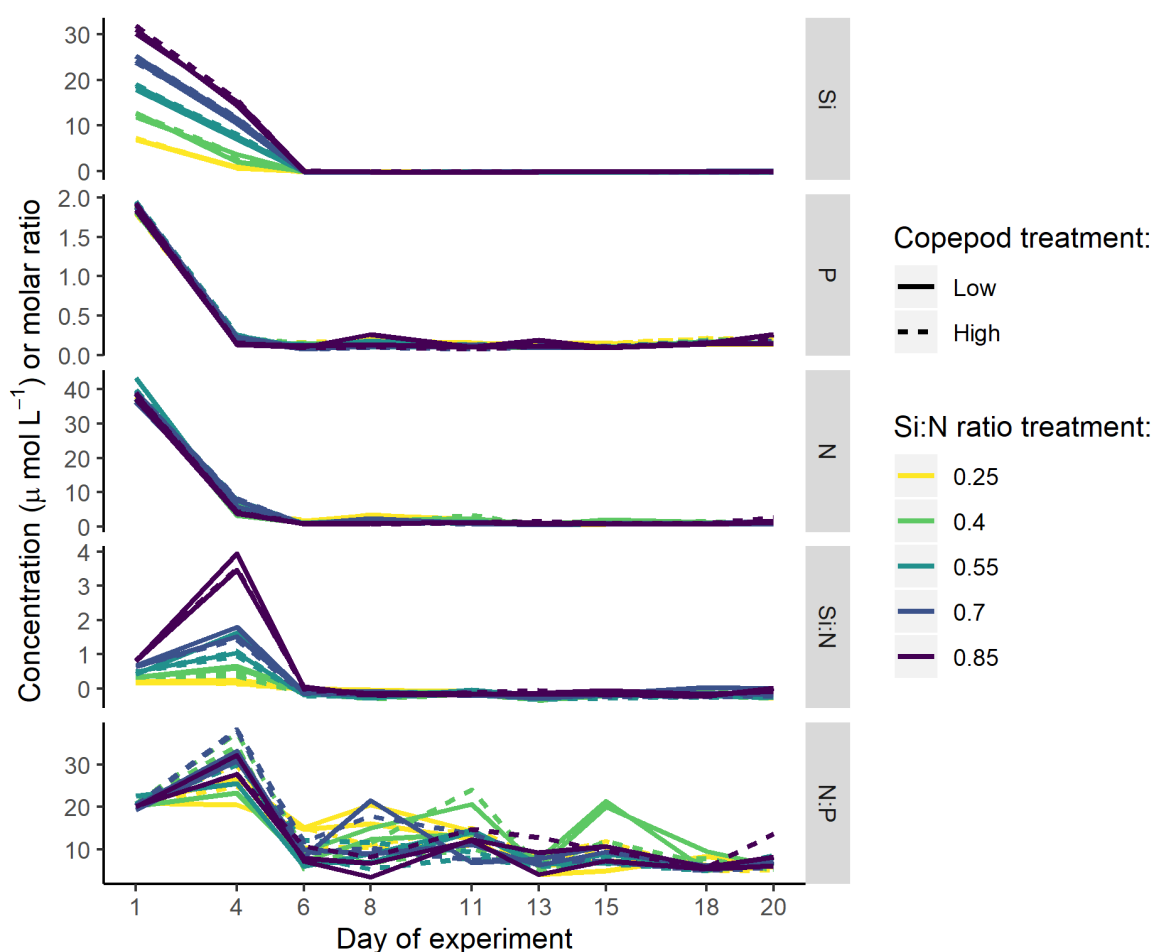 Concentration (μ mol L⁻¹) or molar ratio
30
20
10
0
Si
2.0
1.5
1.0
0.5
0.0
P
40
30
20
10
0
N
4
3
2
1
0
Si:N
30
20
10
N:P
1 4 6 8 11 13 15 18 20
Day of experiment
Copepod treatment:
Low
High
Si:N ratio treatment:
0.25
0.4
0.55
0.7
0.85